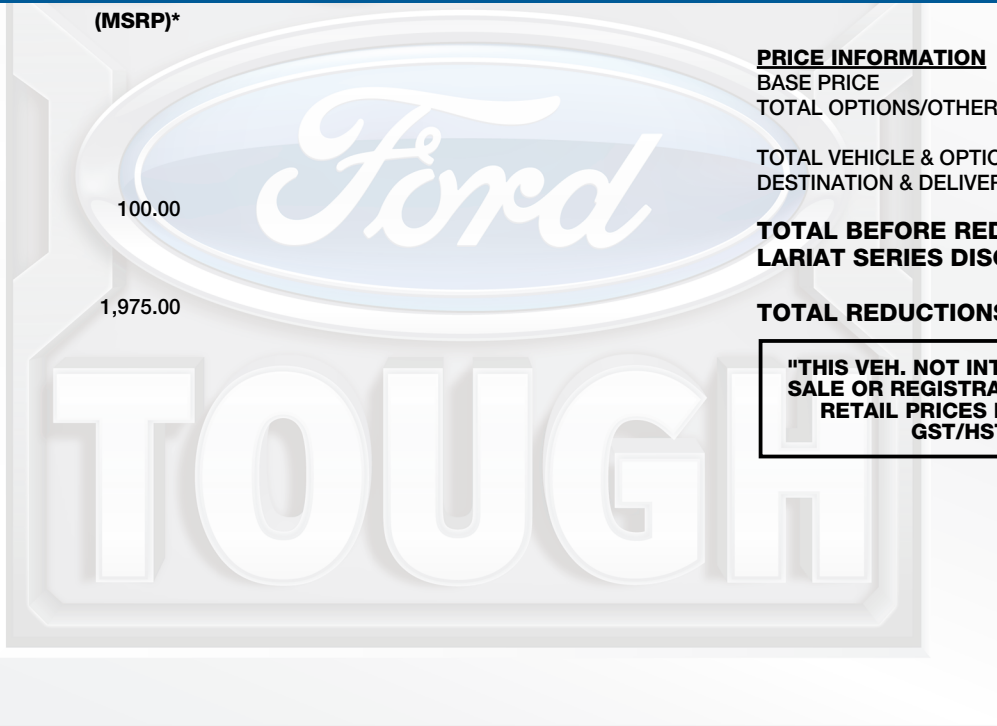 (MSRP)*
100.00
1,975.00
Ford
TOUGH
PRICE INFORMATION
BASE PRICE
TOTAL OPTIONS/OTHER
TOTAL VEHICLE & OPTIO
DESTINATION & DELIVER
TOTAL BEFORE RED
LARIAT SERIES DISC
TOTAL REDUCTIONS
"THIS VEH. NOT INT
SALE OR REGISTRA
RETAIL PRICES
GST/HST